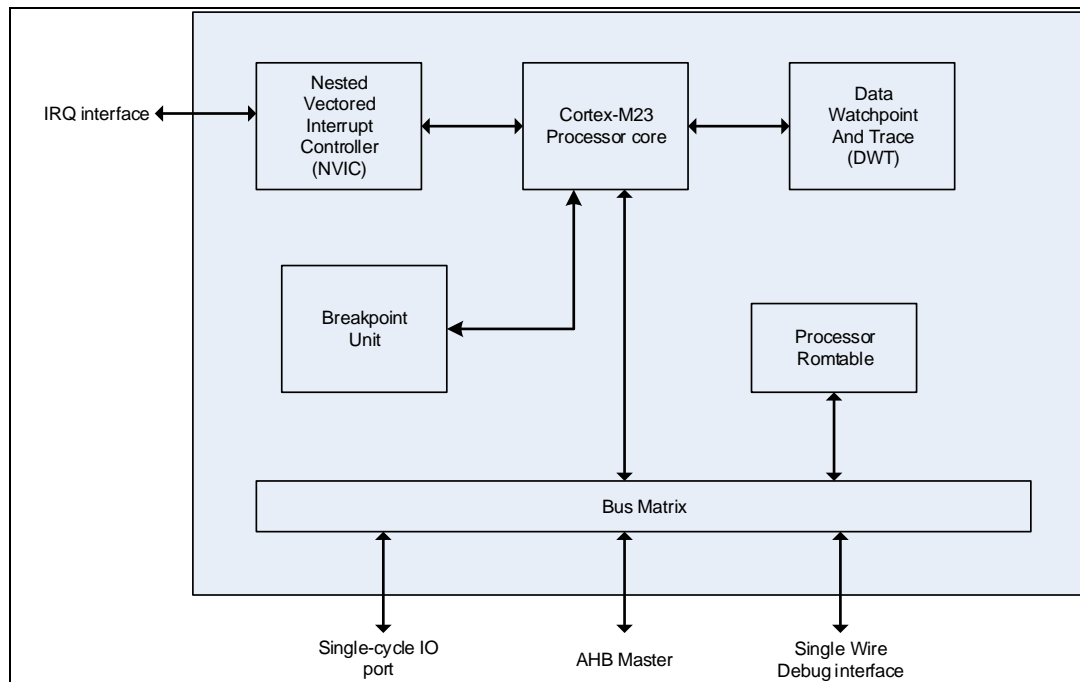 IRQ interface
Nested
Vectored
Interrupt
Controller
(NVIC)
Cortex-M23
Processor core
Data
Watchpoint
And Trace
(DWT)
Breakpoint
Unit
Processor
Romtable
Bus Matrix
Single-cycle IO
port
AHB Master
Single Wire
Debug interface